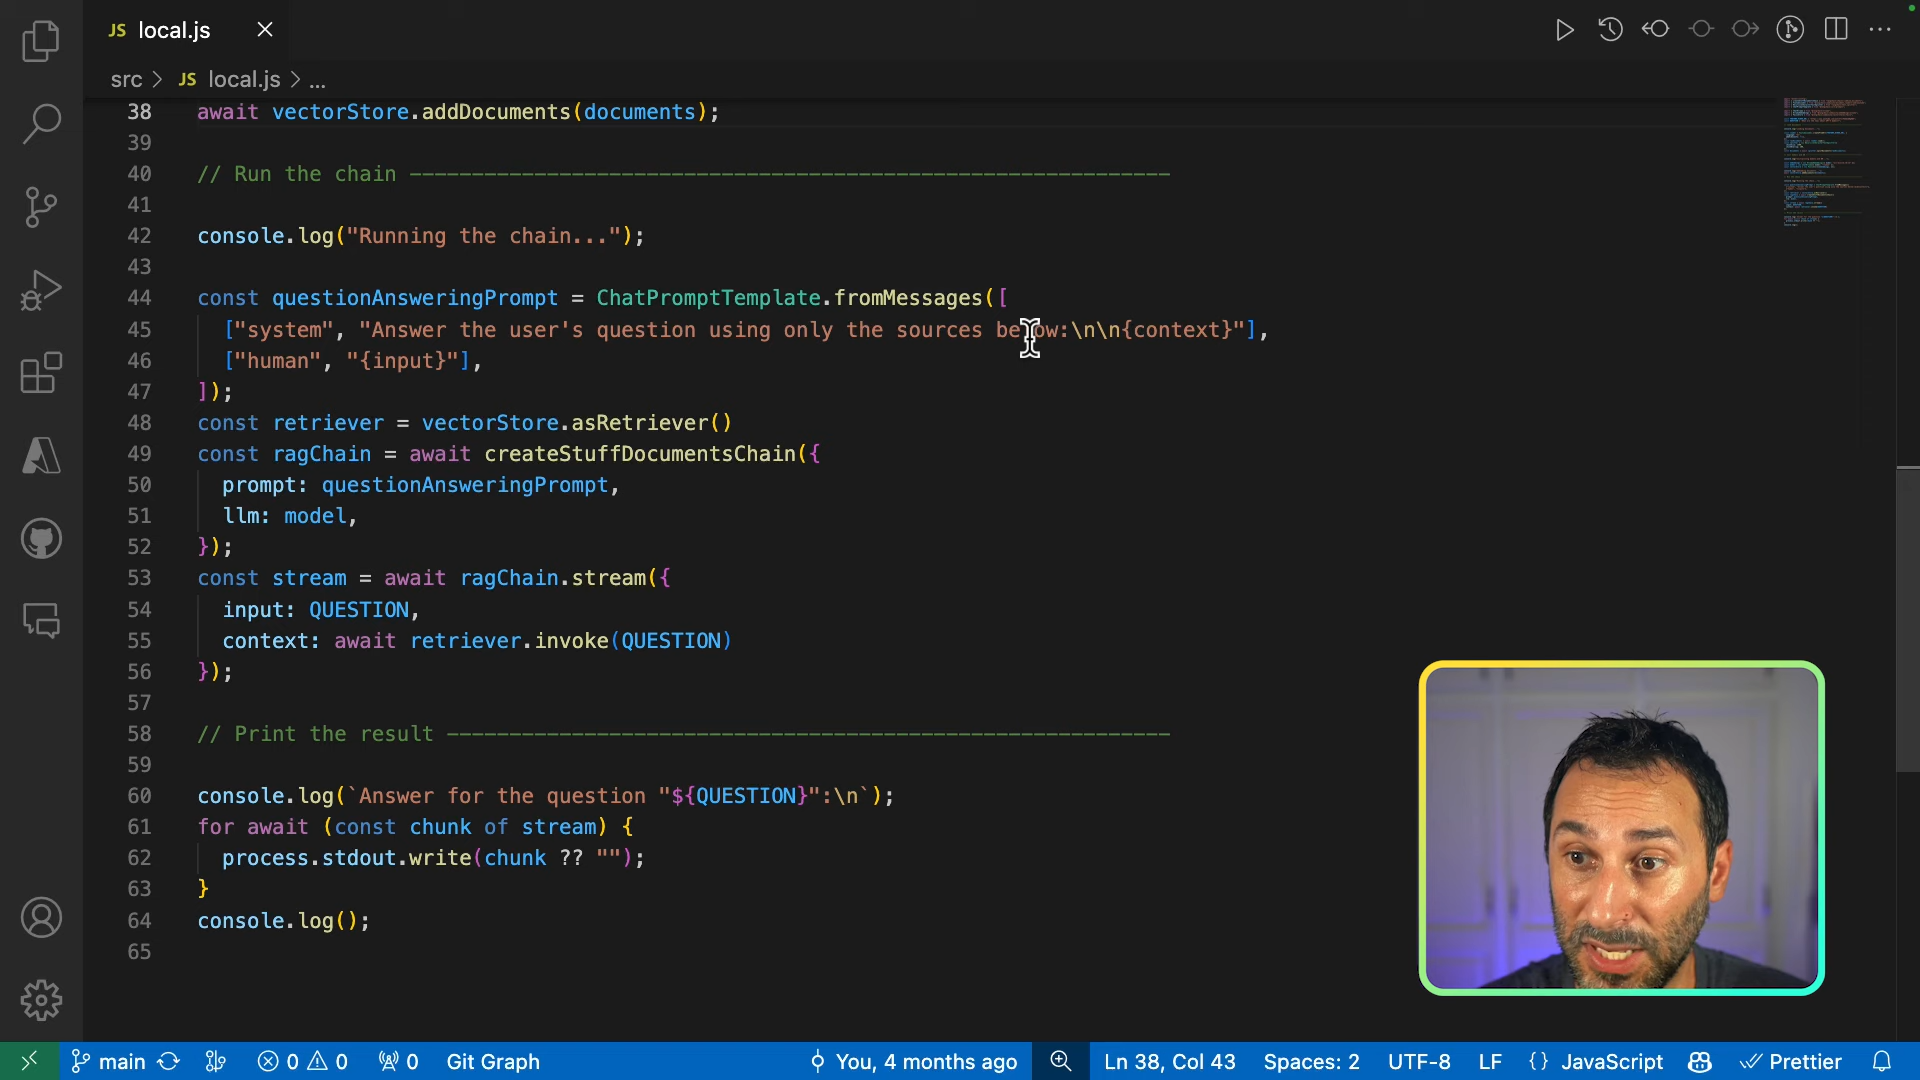 JS local.js
src > JS local.js > ...
38 await vectorStore.addDocuments(documents);
39
40 // Run the chain -------------------------------------------------------------
41
42 console.log("Running the chain...");
43
44 const questionAnsweringPrompt = ChatPromptTemplate.fromMessages([
45 ["system", "Answer the user's question using only the sources below:\n\n{context}"],
46 ["human", "{input}"],
47 ]);
48 const retriever = vectorStore.asRetriever()
49 const ragChain = await createStuffDocumentsChain({
50 prompt: questionAnsweringPrompt,
51 llm: model,
52 });
53 const stream = await ragChain.stream({
54 input: QUESTION,
55 context: await retriever.invoke(QUESTION)
56 });
57
58 // Print the result ----------------------------------------------------------
59
60 console.log(`Answer for the question "${QUESTION}":\n`);
61 for await (const chunk of stream) {
62 process.stdout.write(chunk ?? "");
63 }
64 console.log();
65
main 0 0 0 Git Graph You, 4 months ago Ln 38, Col 43 Spaces: 2 UTF-8 LF {} JavaScript Prettier